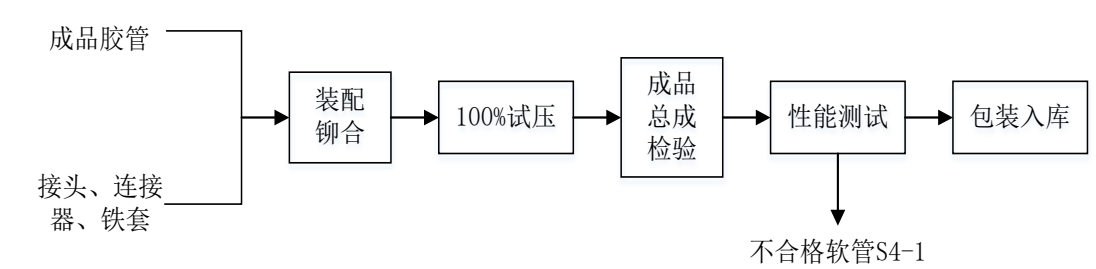 成品胶管
接头、连接
器、铁套
装配
铆合
100%试压
成品
总成
检验
性能测试
包装入库
不合格软管S4-1